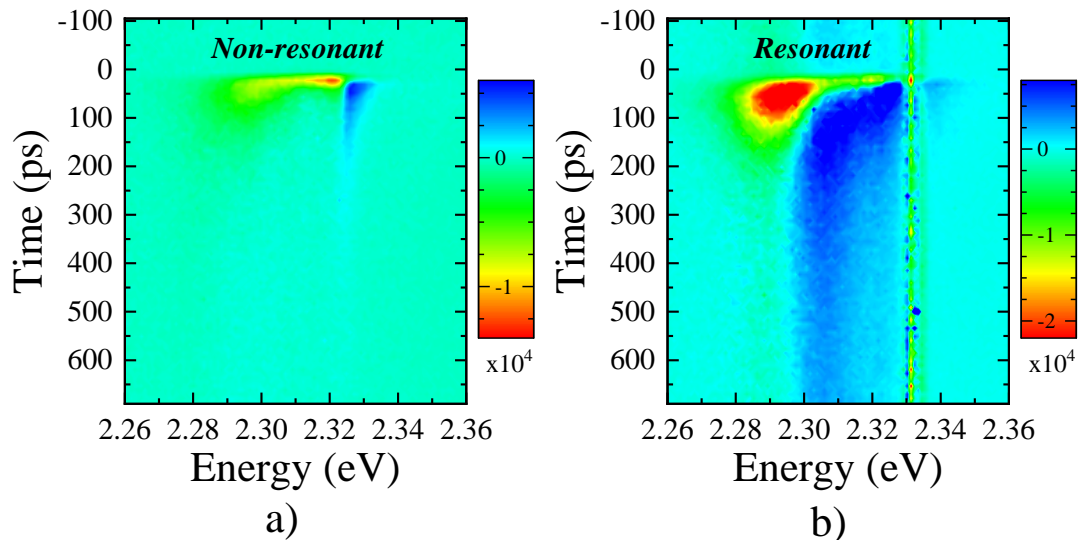 Non-resonant
Time (ps)
-100
0
100
200
300
400
500
600
2.26 2.28 2.30 2.32 2.34 2.36
Energy (eV)
0
-1
x10^4
a)
Resonant
Time (ps)
-100
0
100
200
300
400
500
600
2.26 2.28 2.30 2.32 2.34 2.36
Energy (eV)
0
-1
-2
x10^4
b)